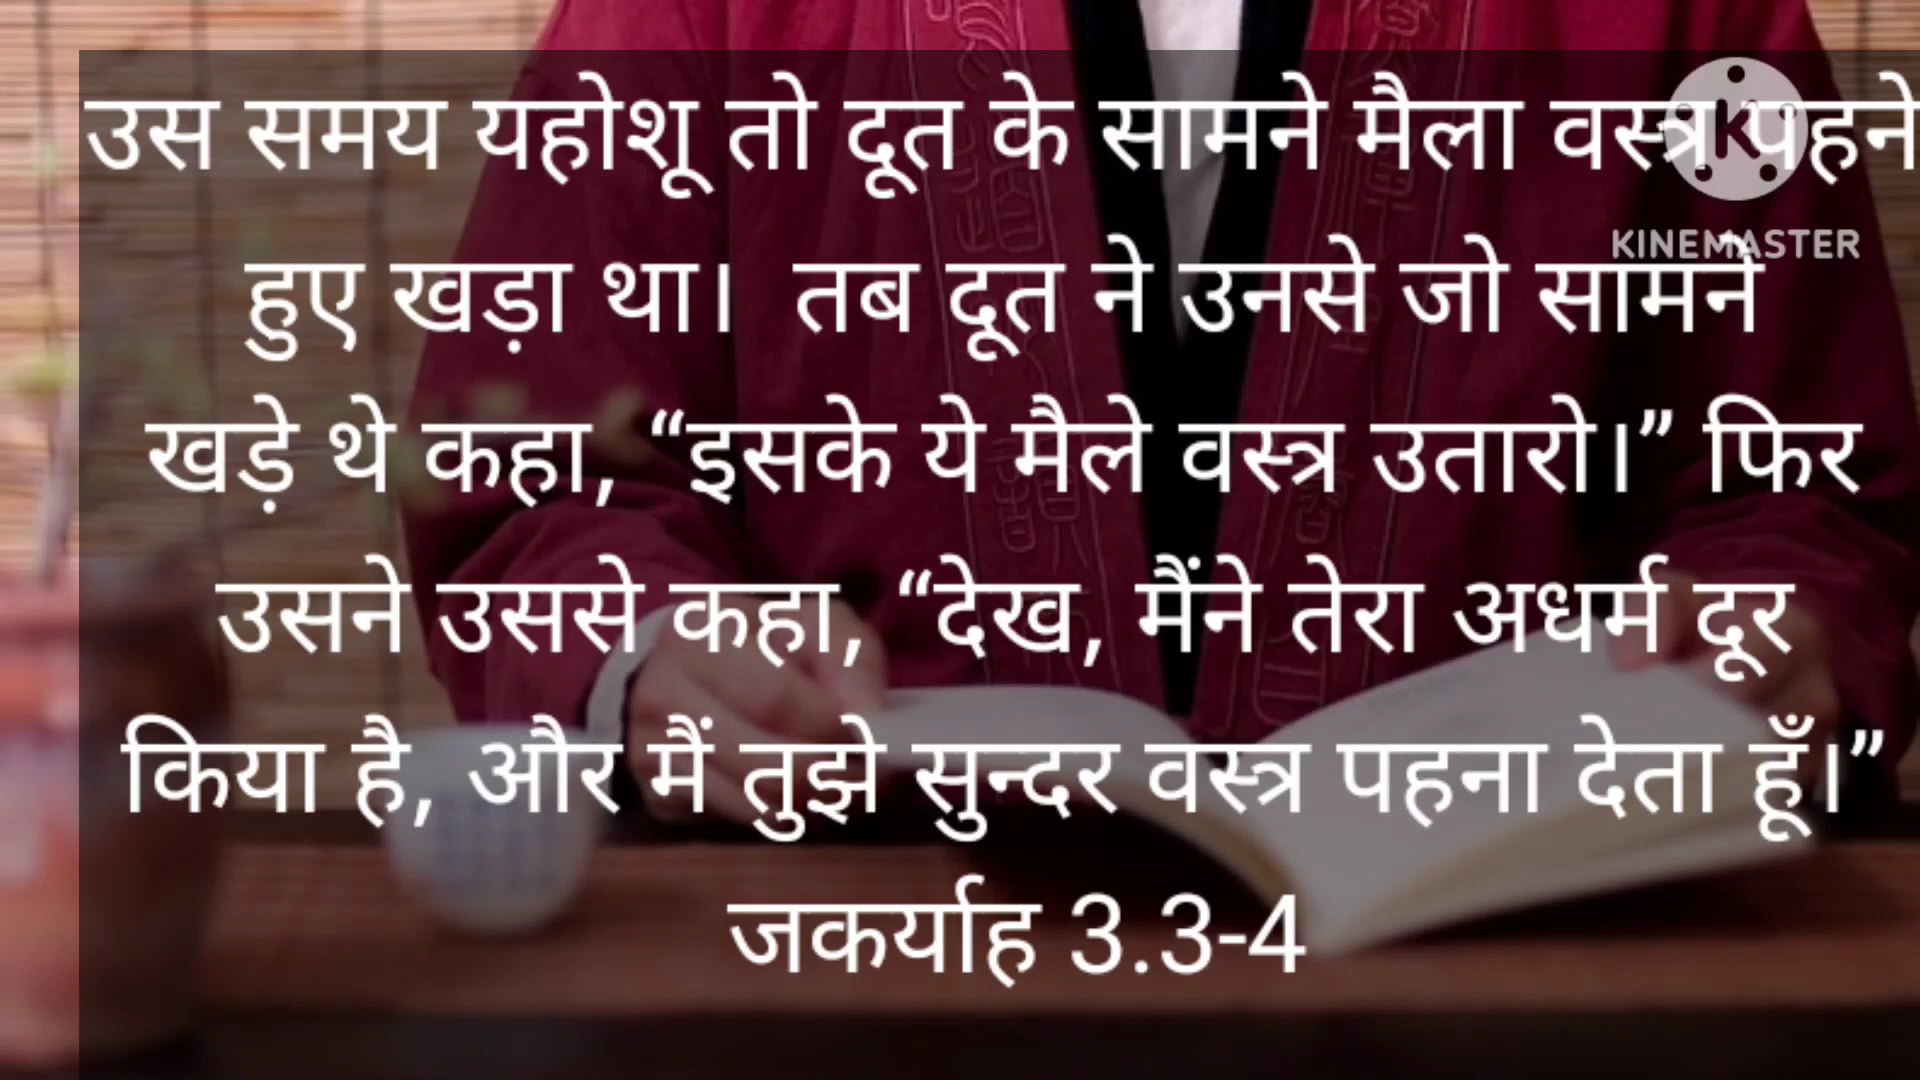 उस समय यहोशू तो दूत के सामने मैला वस्त्र पहने
हुए खड़ा था। तब दूत ने उनसे जो सामने
खड़े थे कहा, “इसके ये मैले वस्त्र उतारो।” फिर
उसने उससे कहा, “देख, मैंने तेरा अधर्म दूर
किया है, और मैं तुझे सुन्दर वस्त्र पहना देता हूँ।”
जकर्याह 3.3-4
K
KINEMASTER